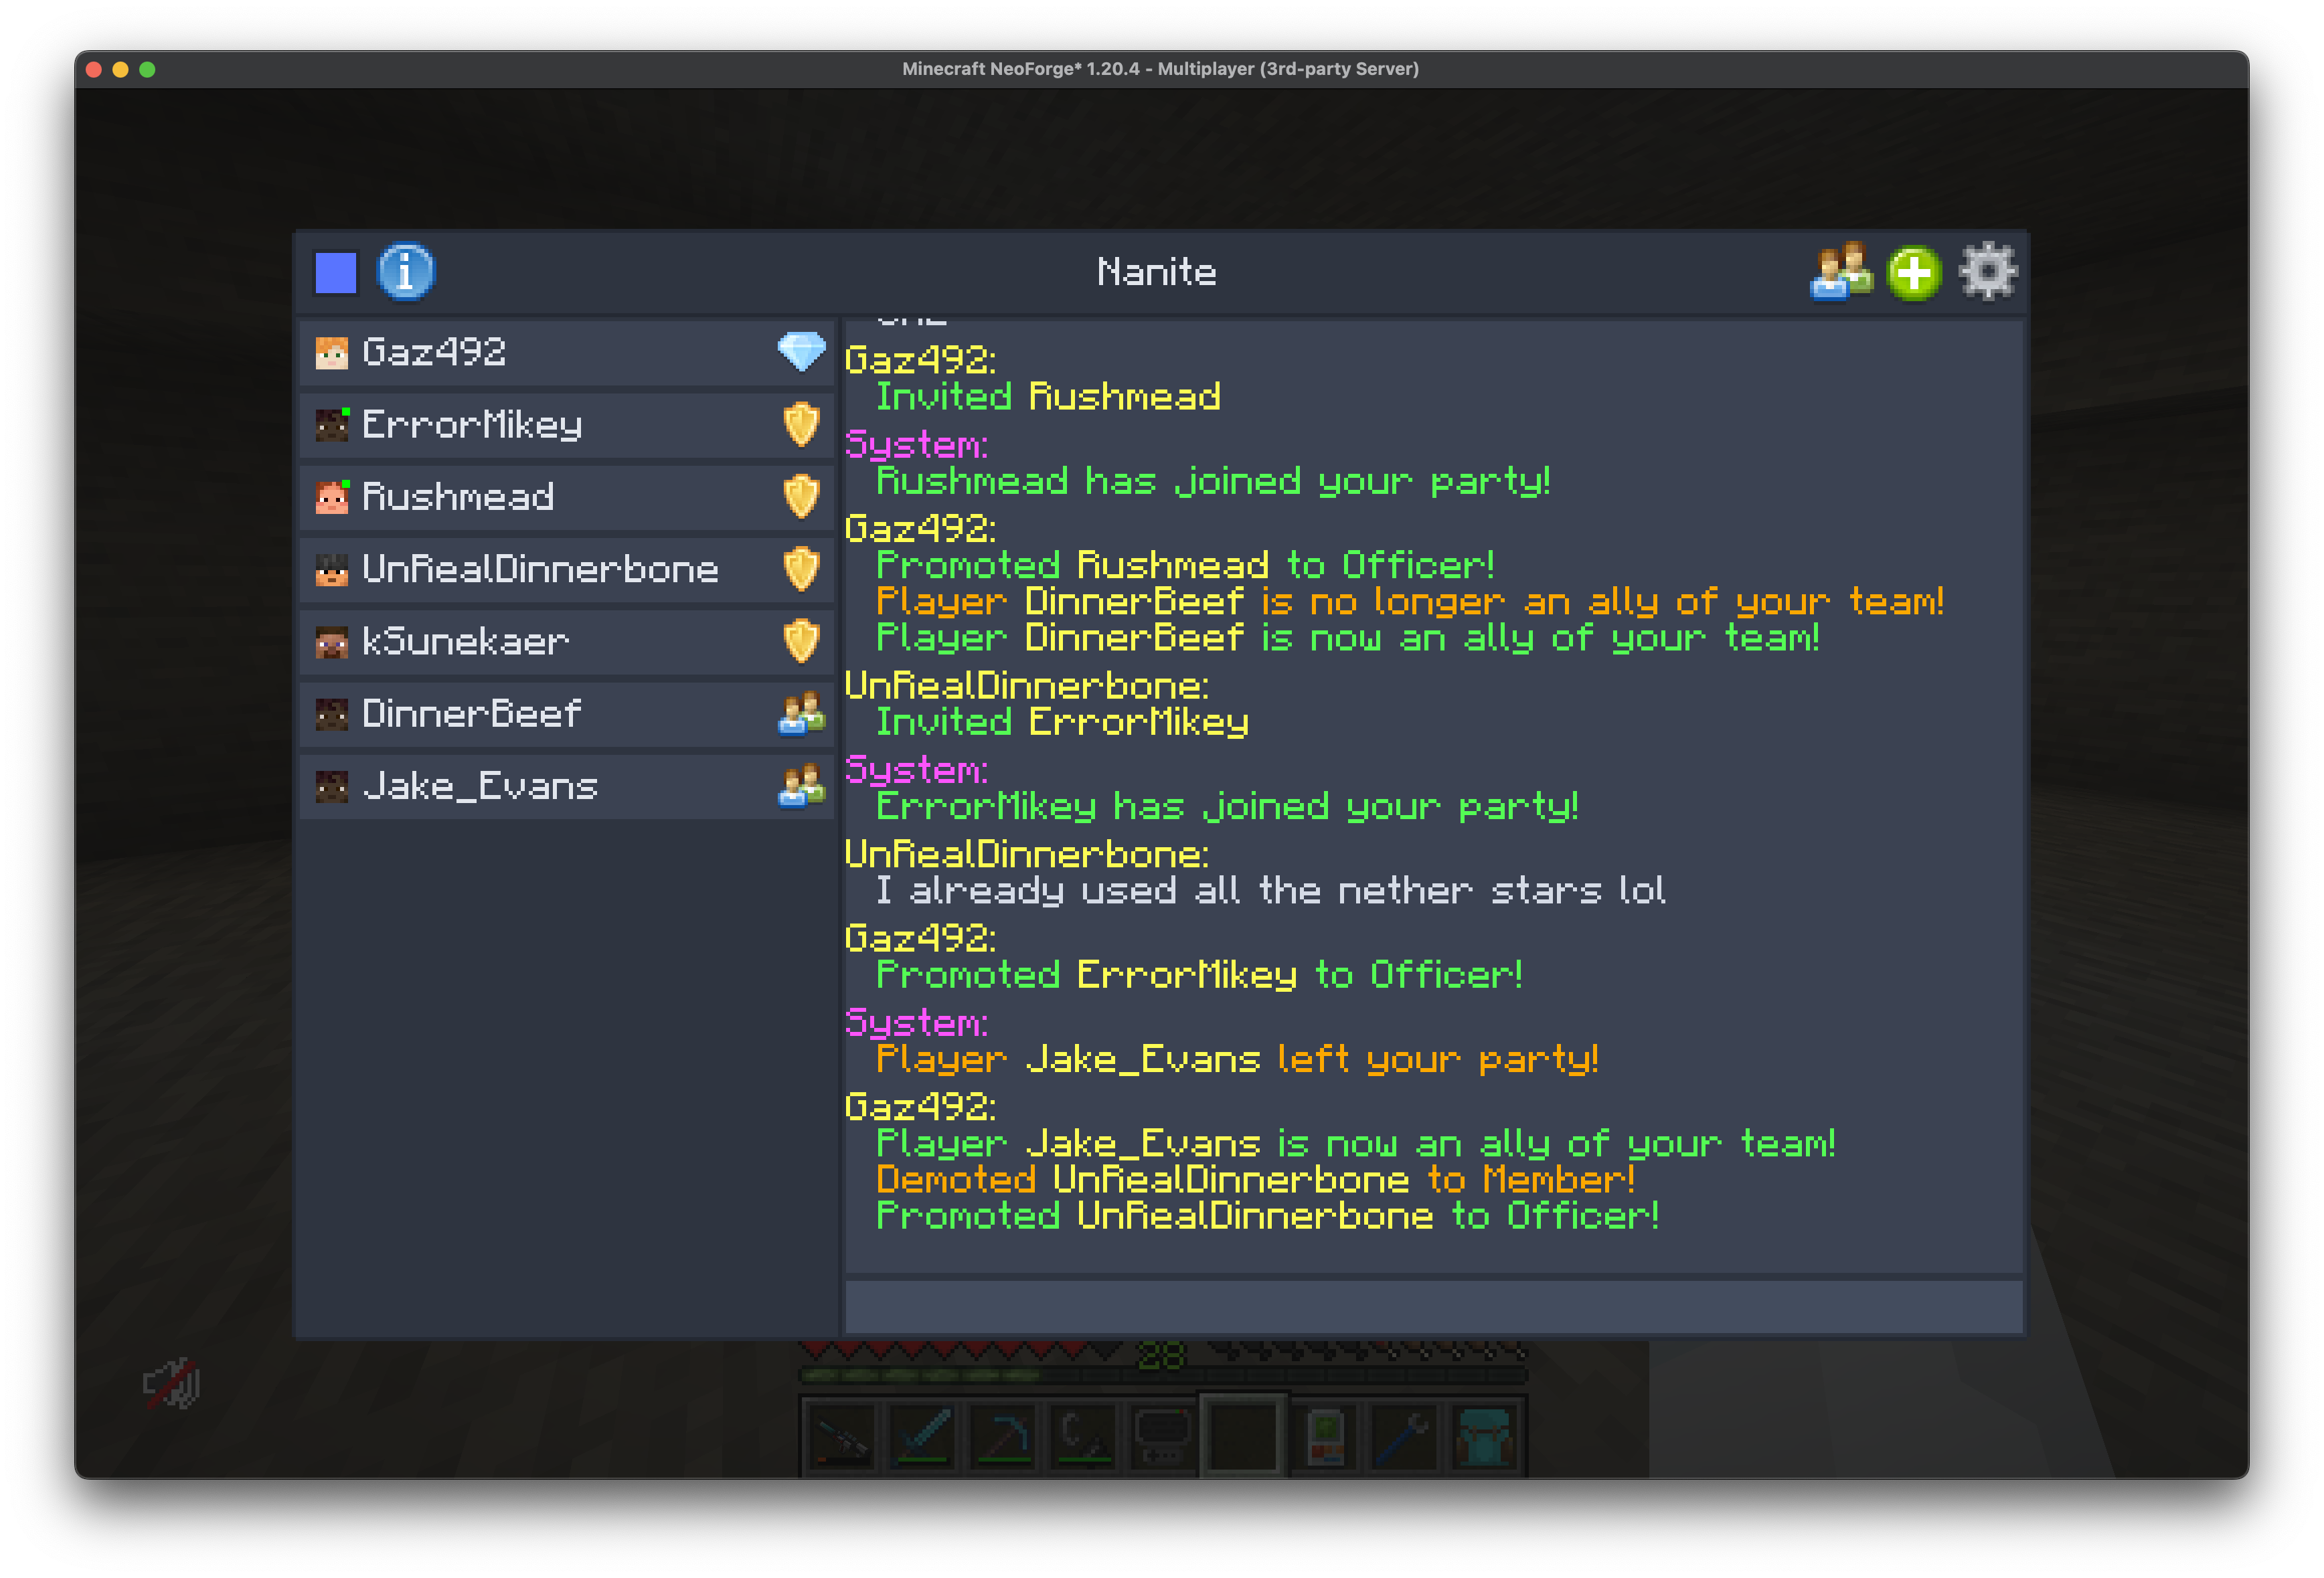 Minecraft NeoForge* 1.20.4 - Multiplayer (3rd-party Server)
Nanite
Gaz492
ErrorMikey
Rushmead
UnRealDinnerbone
kSunekaer
DinnerBeef
Jake_Evans
Gaz492:
Invited Rushmead
System:
Rushmead has joined your party!
Gaz492:
Promoted Rushmead to Officer!
Player DinnerBeef is no longer an ally of your team!
Player DinnerBeef is now an ally of your team!
UnRealDinnerbone:
Invited ErrorMikey
System:
ErrorMikey has joined your party!
UnRealDinnerbone:
I already used all the nether stars lol
Gaz492:
Promoted ErrorMikey to Officer!
System:
Player Jake_Evans left your party!
Gaz492:
Player Jake_Evans is now an ally of your team!
Demoted UnRealDinnerbone to Member!
Promoted UnRealDinnerbone to Officer!
28